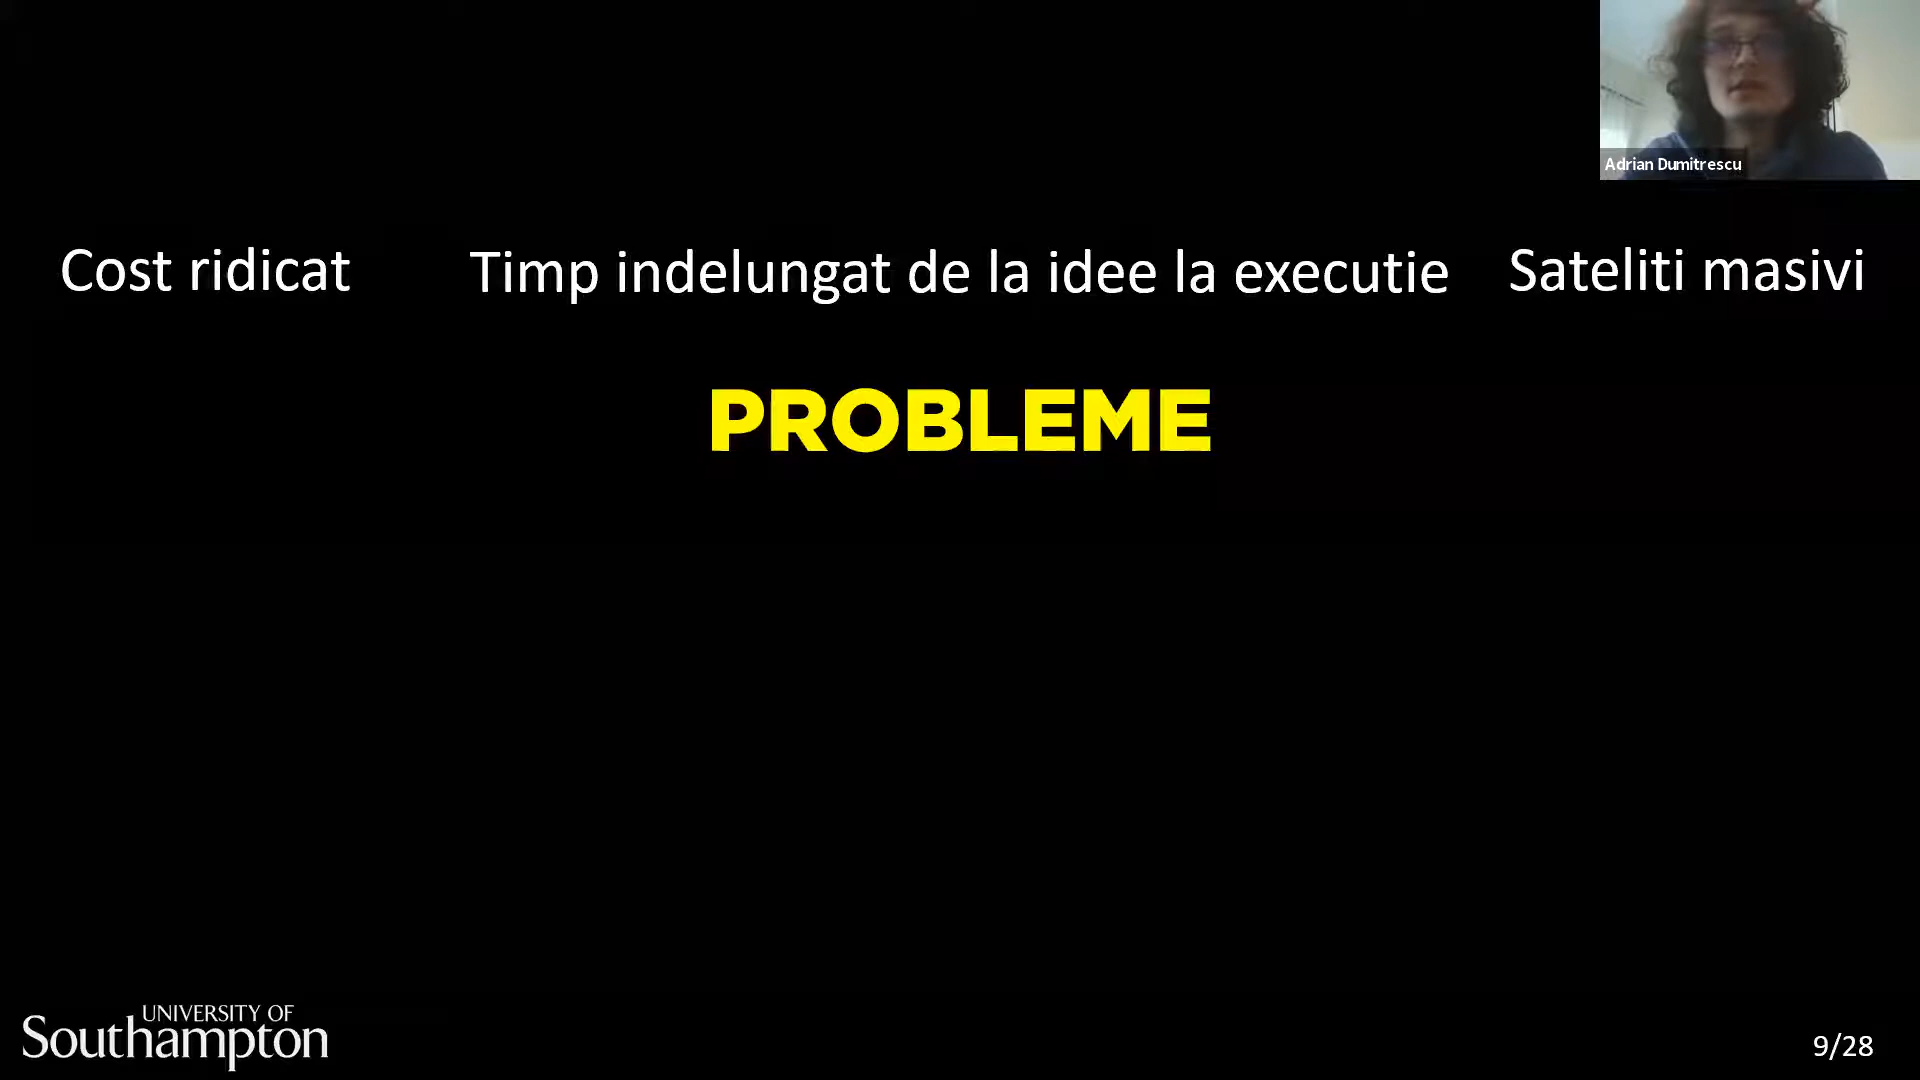 Adrian Dumitrescu
Cost ridicat
Timp indelungat de la idee la executie
Sateliti masivi
PROBLEME
UNIVERSITY OF
Southampton
9/28